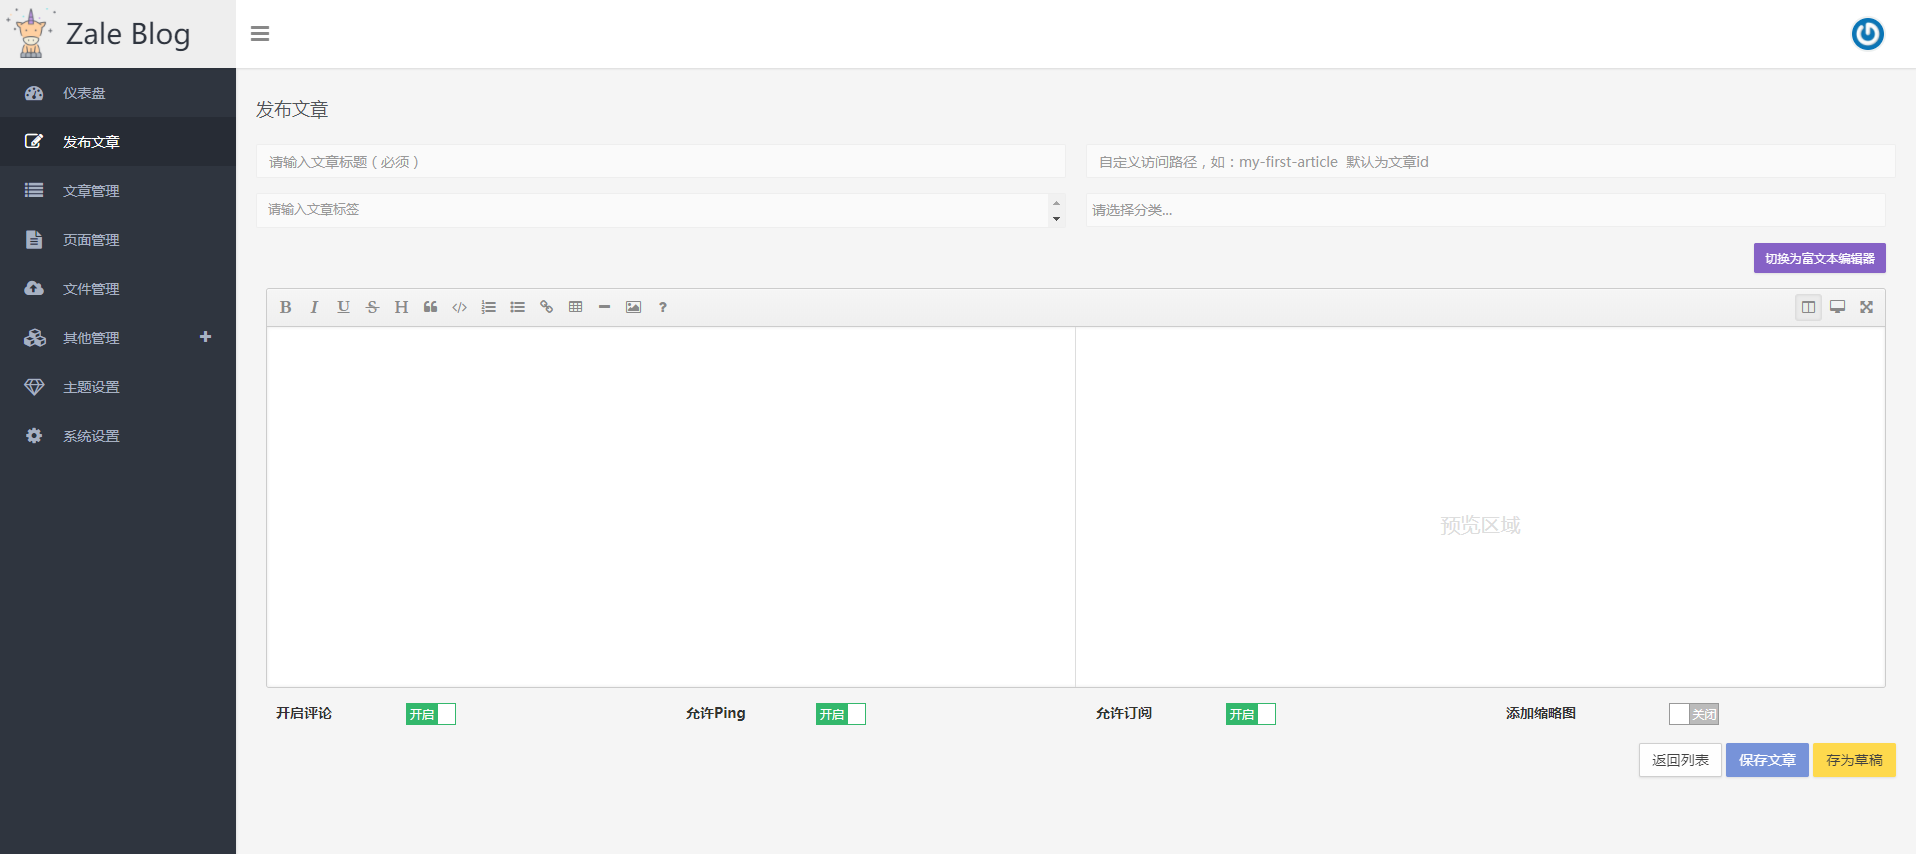 Zale Blog
仪表盘
发布文章
文章管理
页面管理
文件管理
其他管理
主题设置
系统设置
发布文章
请输入文章标题（必须）
自定义访问路径，如：my-first-article 默认为文章id
请输入文章标签
请选择分类...
切换为富文本编辑器
B I U S H </> ?
预览区域
开启评论 开启
允许Ping 开启
允许订阅 开启
添加缩略图 关闭
返回列表 保存文章 存为草稿